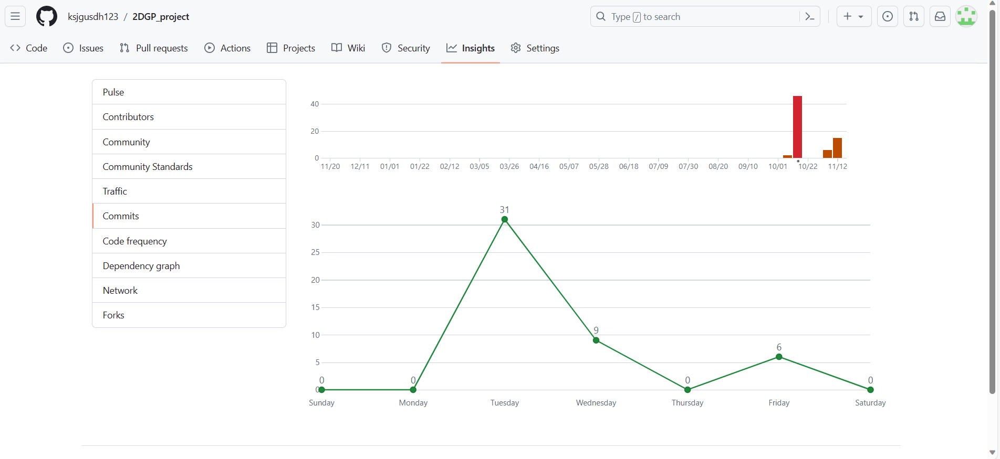 ksjgusdh123 / 2DGP_project
Type / to search
Code Issues Pull requests Actions Projects Wiki Security Insights Settings
Pulse
Contributors
Community
Community Standards
Traffic
Commits
Code frequency
Dependency graph
Network
Forks
40
20
0
11/20 12/11 01/01 01/22 02/12 03/05 03/26 04/16 05/07 05/28 06/18 07/09 07/30 08/20 09/10 10/01 10/22 11/12
31
30
25
20
15
10
9
6
5
0 0 0 0
0
Sunday Monday Tuesday Wednesday Thursday Friday Saturday